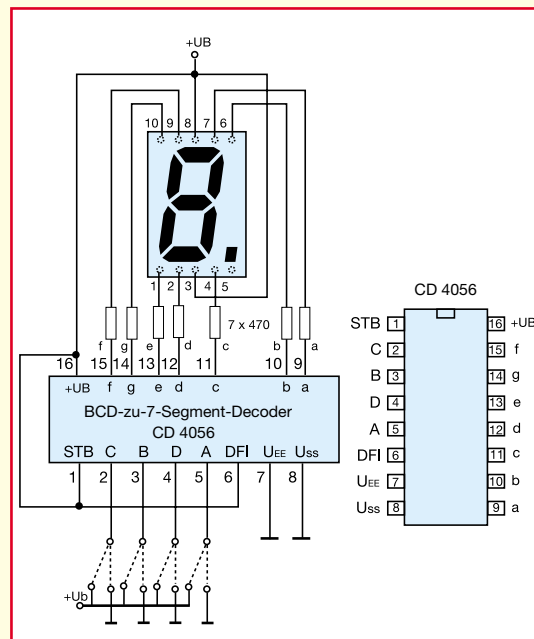 +UB
10 9 8 7 6
1 2 3 4 5
7 x 470
f g e d c b a
16 15 14 13 12 11 10 9
+UB f g e d c b a
BCD-zu-7-Segment-Decoder
CD 4056
STB C B D A DFI UEE USS
1 2 3 4 5 6 7 8
+Ub
CD 4056
STB 1 16 +UB
C 2 15 f
B 3 14 g
D 4 13 e
A 5 12 d
DFI 6 11 c
UEE 7 10 b
USS 8 9 a